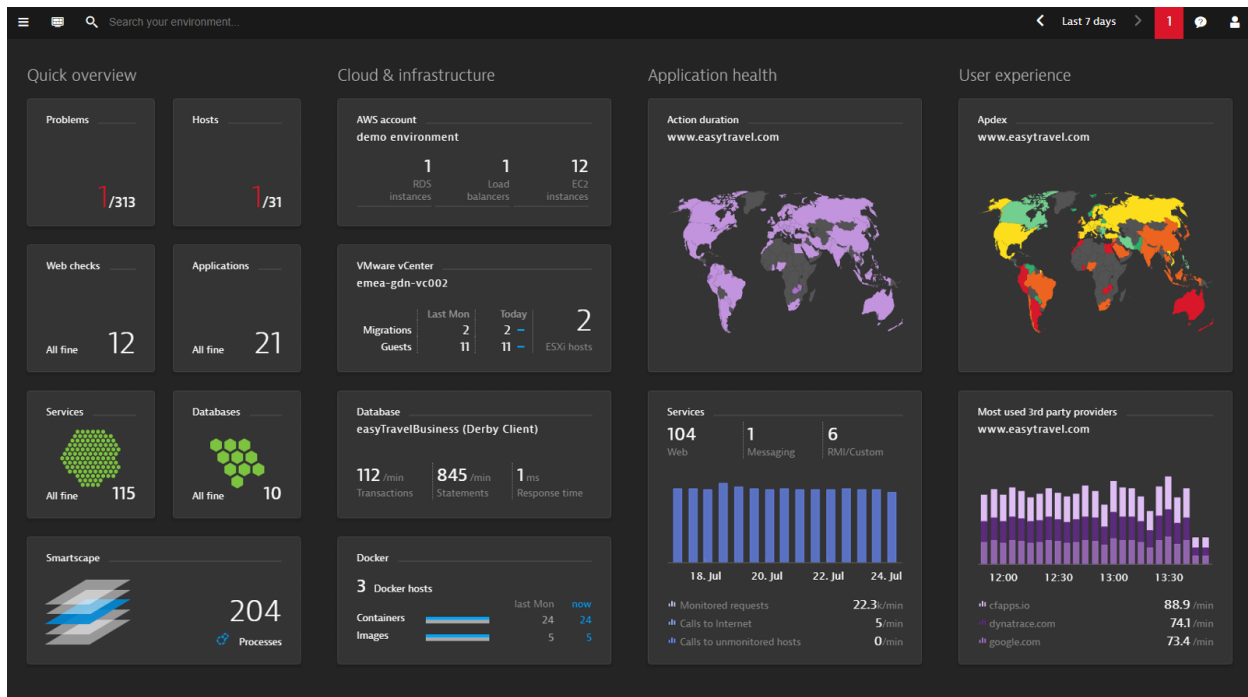 Search your environment...
Last 7 days
1
Quick overview
Problems
1/313
Hosts
1/31
Web checks
All fine 12
Applications
All fine 21
Services
All fine 115
Databases
All fine 10
Smartscape
204
Processes
Cloud & infrastructure
AWS account
demo environment
1 1 12
RDS Load EC2
instances balancers instances
VMware vCenter
emea-gdn-vc002
Last Mon Today 2
Migrations 2 2
Guests 11 11 ESXi hosts
Database
easyTravelBusiness (Derby Client)
112 /min 845 /min 1 ms
Transactions Statements Response time
Docker
3 Docker hosts
last Mon now
Containers 24 24
Images 5 5
Application health
Action duration
www.easytravel.com
Services
104 1 6
Web Messaging RMI/Custom
18. Jul 20. Jul 22. Jul 24. Jul
Monitored requests 22.3k/min
Calls to Internet 5/min
Calls to unmonitored hosts 0/min
User experience
Apdex
www.easytravel.com
Most used 3rd party providers
www.easytravel.com
12:00 12:30 13:00 13:30
cfapps.io 88.9 /min
dynatrace.com 74.1 /min
google.com 73.4 /min